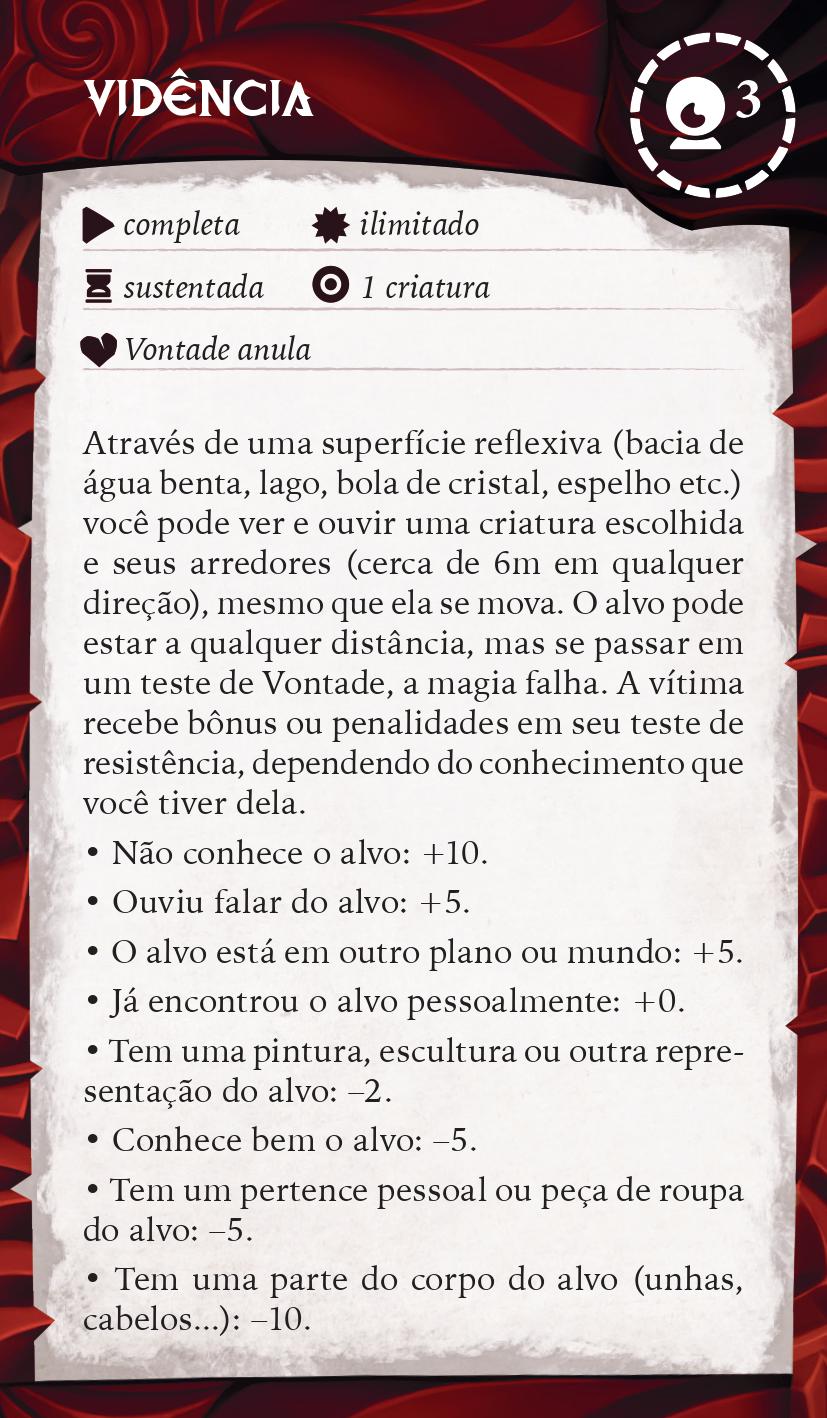 VIDÊNCIA
3
completa ilimitado
sustentada 1 criatura
Vontade anula
Através de uma superfície reflexiva (bacia de
água benta, lago, bola de cristal, espelho etc.)
você pode ver e ouvir uma criatura escolhida
e seus arredores (cerca de 6m em qualquer
direção), mesmo que ela se mova. O alvo pode
estar a qualquer distância, mas se passar em
um teste de Vontade, a magia falha. A vítima
recebe bônus ou penalidades em seu teste de
resistência, dependendo do conhecimento que
você tiver dela.
• Não conhece o alvo: +10.
• Ouviu falar do alvo: +5.
• O alvo está em outro plano ou mundo: +5.
• Já encontrou o alvo pessoalmente: +0.
• Tem uma pintura, escultura ou outra repre-
sentação do alvo: –2.
• Conhece bem o alvo: –5.
• Tem um pertence pessoal ou peça de roupa
do alvo: –5.
• Tem uma parte do corpo do alvo (unhas,
cabelos...): –10.